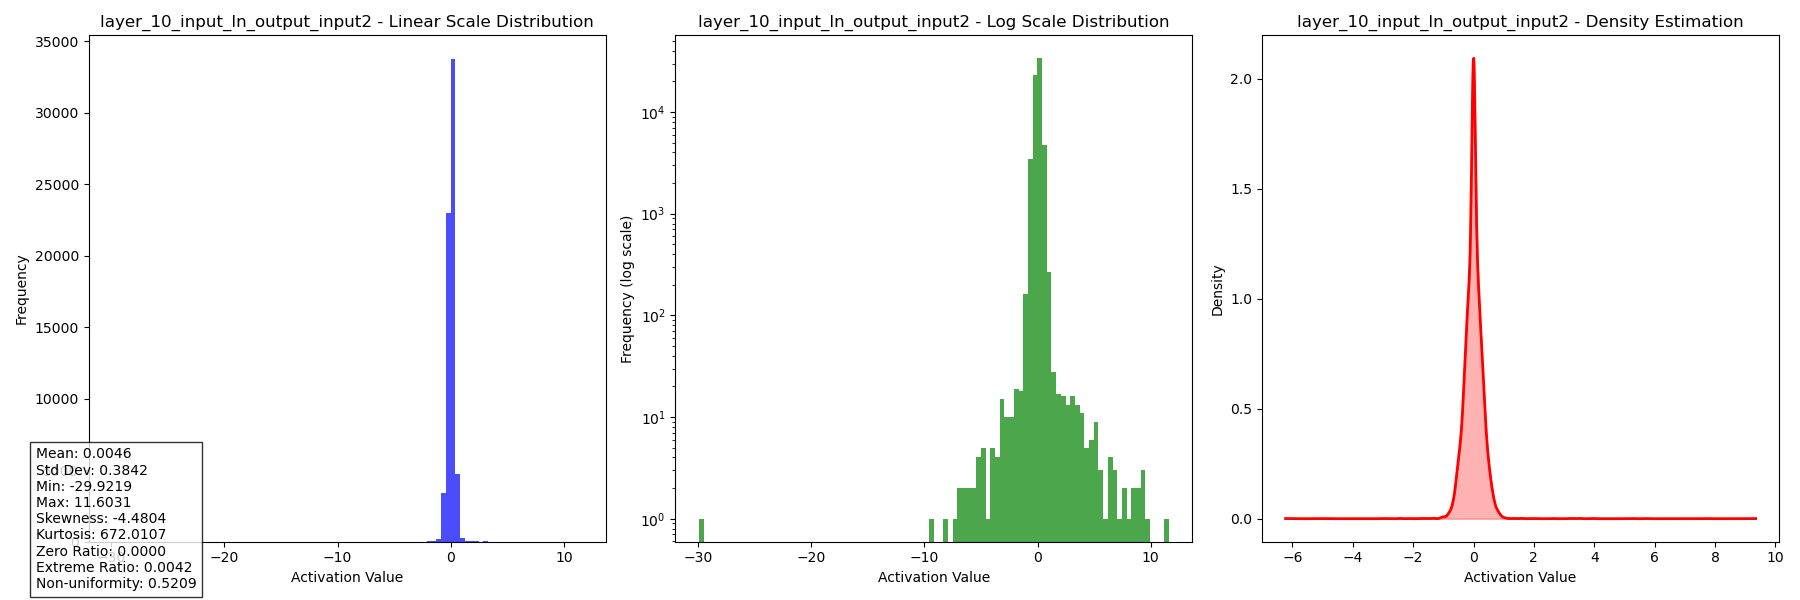 layer_10_input_ln_output_input2 - Linear Scale Distribution
35000
30000
25000
20000
15000
10000
Frequency
−20
−10
0
10
Activation Value
Mean: 0.0046
Std Dev: 0.3842
Min: -29.9219
Max: 11.6031
Skewness: -4.4804
Kurtosis: 672.0107
Zero Ratio: 0.0000
Extreme Ratio: 0.0042
Non-uniformity: 0.5209
layer_10_input_ln_output_input2 - Log Scale Distribution
10^4
10^3
10^2
10^1
10^0
Frequency (log scale)
−30
−20
−10
0
10
Activation Value
layer_10_input_ln_output_input2 - Density Estimation
2.0
1.5
1.0
0.5
0.0
Density
−6
−4
−2
0
2
4
6
8
10
Activation Value